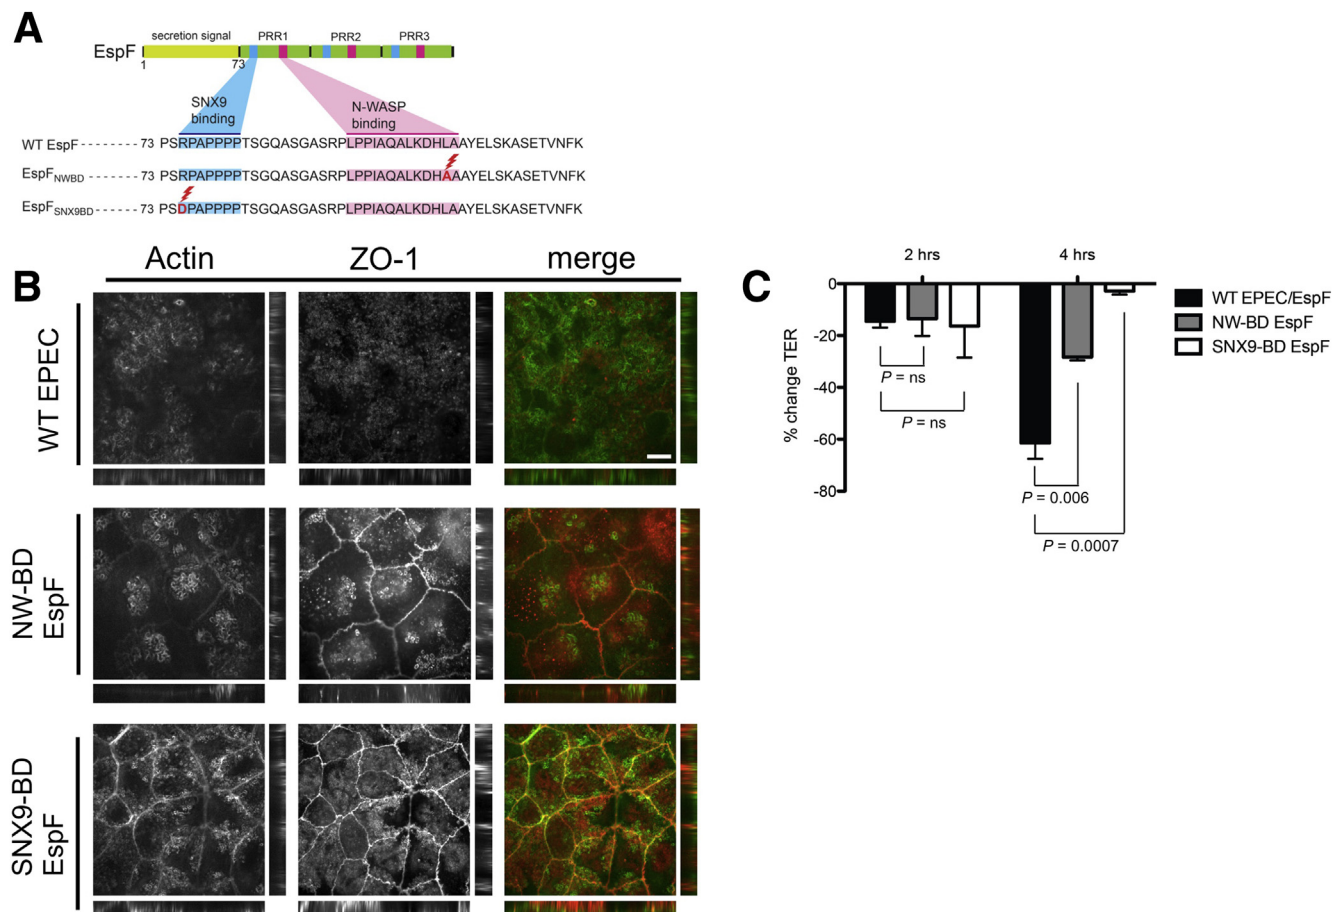 A
secretion signal
PRR1
PRR2
PRR3
EspF
1
73
SNX9
binding
N-WASP
binding
WT EspF ------- 73 PSRPAPPPPTSGQASGASRPLPPIAQALKDHLAAYELSKASETVNFK
EspFNWBD ------- 73 PSRPAPPPPTSGQASGASRPLPPIAQALKDHAAAYELSKASETVNFK
EspFSNX9BD ------- 73 PSDPAPPPPTSGQASGASRPLPPIAQALKDHLAAYELSKASETVNFK
B
Actin
ZO-1
merge
WT EPEC
NW-BD
EspF
SNX9-BD
EspF
C
2 hrs
4 hrs
0
-20
-40
-60
-80
% change TER
P = ns
P = ns
P = 0.006
P = 0.0007
WT EPEC/EspF
NW-BD EspF
SNX9-BD EspF